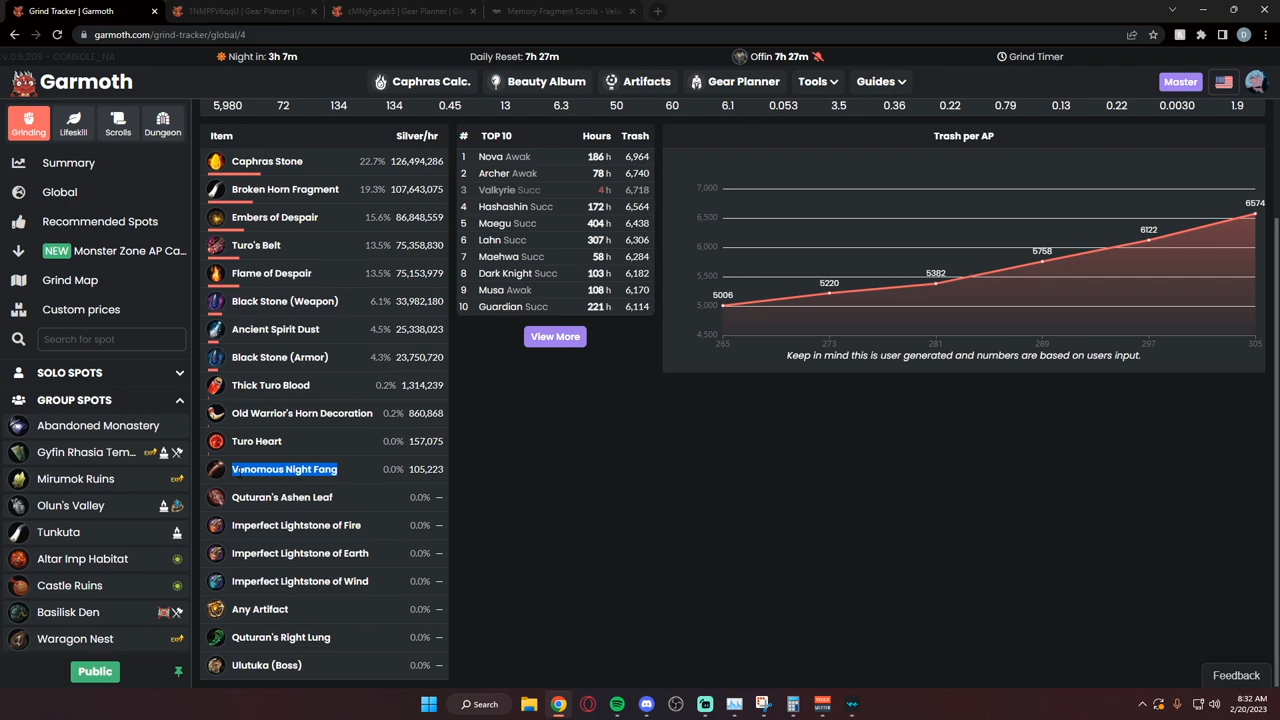 Grind Tracker | Garmoth
1NMPFV6qqU | Gear Planner |
cMNyFgoab5 | Gear Planner | G
Memory Fragment Scrolls - Velia
garmoth.com/grind-tracker/global/4
v.0.6.209 - CONSOLE_NA
Night in: 3h 7m
Daily Reset: 7h 27m
Offin 7h 27m
Grind Timer
Garmoth
Caphras Calc.
Beauty Album
Artifacts
Gear Planner
Tools
Guides
Master
Grinding
Lifeskill
Scrolls
Dungeon
5,980 72 134 134 0.45 13 6.3 50 60 6.1 0.053 3.5 0.36 0.22 0.79 0.13 0.22 0.0030 1.9
Summary
Global
Recommended Spots
NEW Monster Zone AP Ca...
Grind Map
Custom prices
Search for spot
SOLO SPOTS
GROUP SPOTS
Abandoned Monastery
Gyfin Rhasia Tem...
Mirumok Ruins
Olun's Valley
Tunkuta
Altar Imp Habitat
Castle Ruins
Basilisk Den
Waragon Nest
Public
Item Silver/hr
Caphras Stone 22.7% 126,494,286
Broken Horn Fragment 19.3% 107,643,075
Embers of Despair 15.6% 86,848,559
Turo's Belt 13.5% 75,358,830
Flame of Despair 13.5% 75,153,979
Black Stone (Weapon) 6.1% 33,982,180
Ancient Spirit Dust 4.5% 25,338,023
Black Stone (Armor) 4.3% 23,750,720
Thick Turo Blood 0.2% 1,314,239
Old Warrior's Horn Decoration 0.2% 860,868
Turo Heart 0.0% 157,075
Venomous Night Fang 0.0% 105,223
Quturan's Ashen Leaf 0.0% —
Imperfect Lightstone of Fire 0.0% —
Imperfect Lightstone of Earth 0.0% —
Imperfect Lightstone of Wind 0.0% —
Any Artifact 0.0% —
Quturan's Right Lung 0.0% —
Ulutuka (Boss) 0.0% —
# TOP 10 Hours Trash
1 Nova Awak 186 h 6,964
2 Archer Awak 78 h 6,740
3 Valkyrie Succ 4 h 6,718
4 Hashashin Succ 172 h 6,564
5 Maegu Succ 404 h 6,438
6 Lahn Succ 307 h 6,306
7 Maehwa Succ 58 h 6,284
8 Dark Knight Succ 103 h 6,182
9 Musa Awak 108 h 6,170
10 Guardian Succ 221 h 6,114
View More
Trash per AP
7,000
6,500
6,000
5,500
5,000
4,500
5006
5220
5382
5758
6122
6574
265 273 281 289 297 305
Keep in mind this is user generated and numbers are based on users input.
Feedback
Search
8:32 AM
2/20/2023